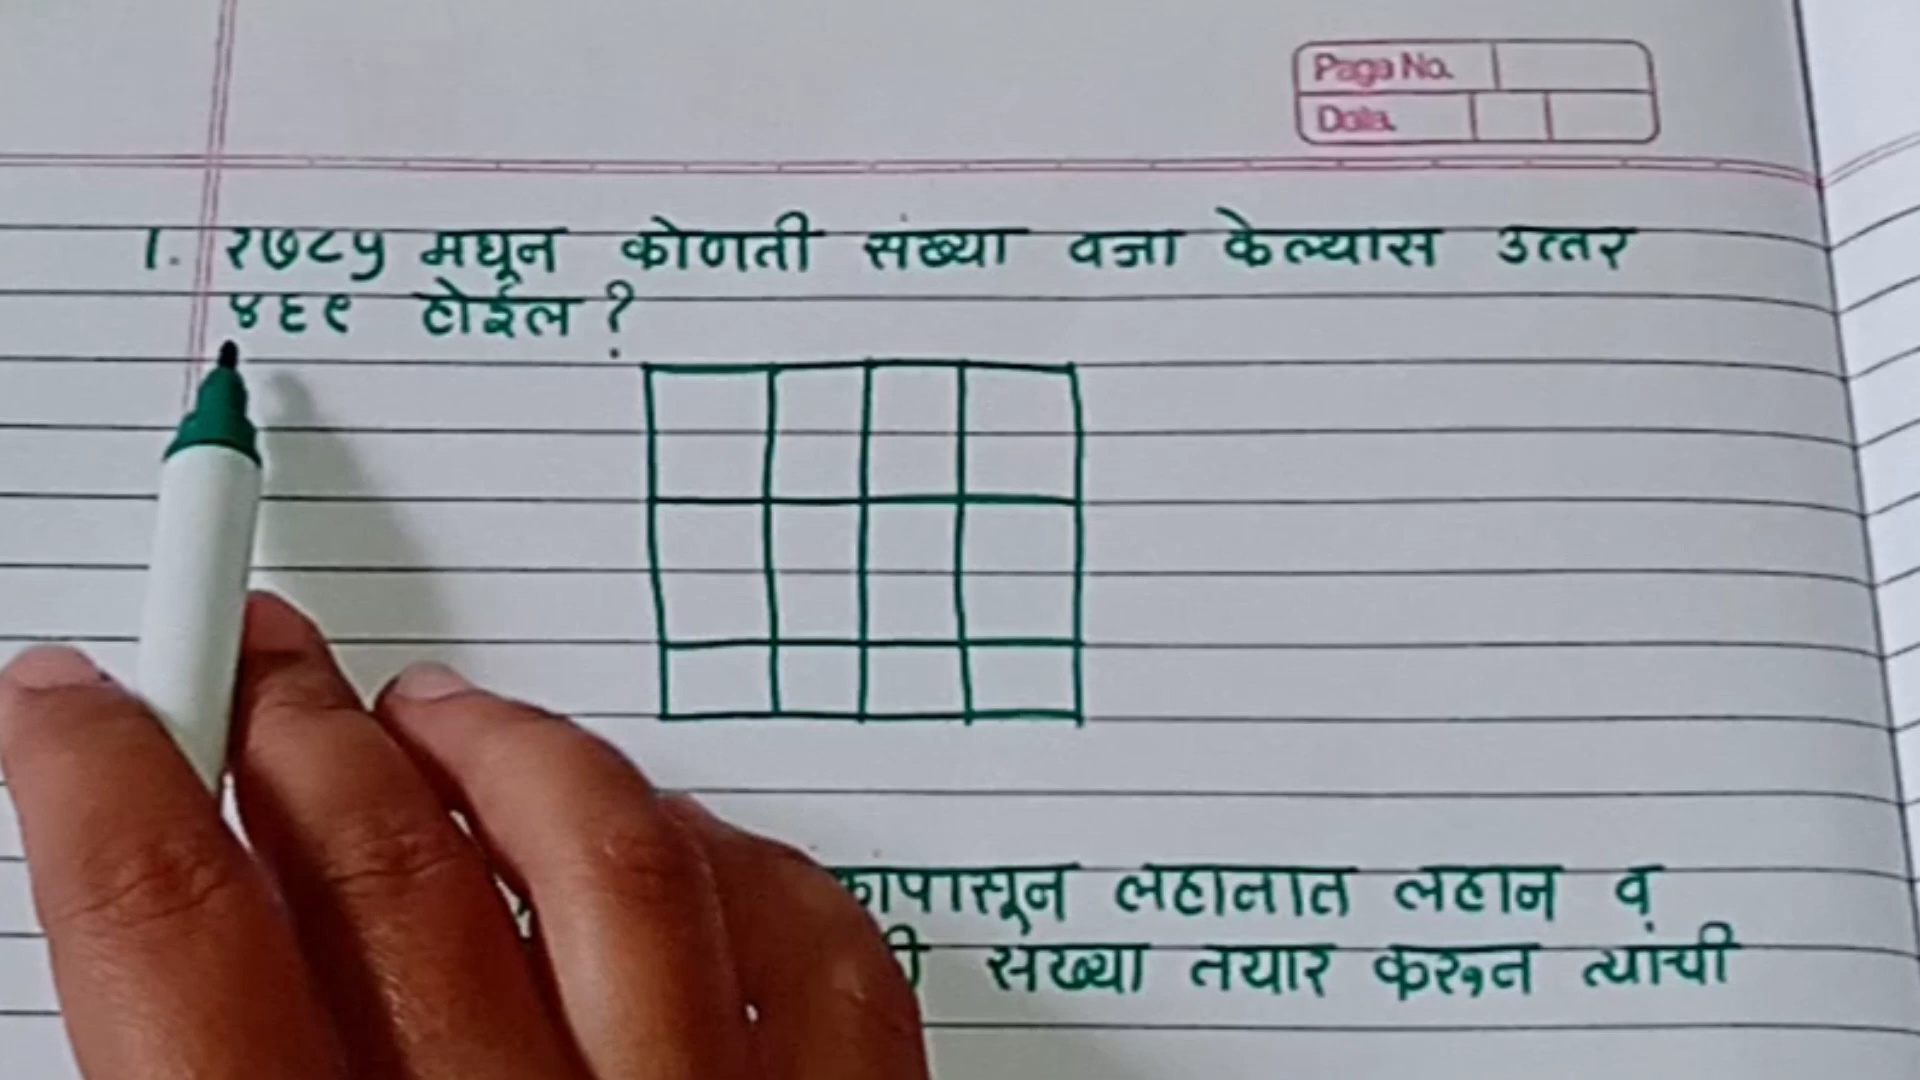 Page No.
Date
1. २७८५ मधून कोणती संख्या वजा केल्यास उत्तर
४६९ होईल ?
लहानात लहान व
संख्या तयार करून त्यांची